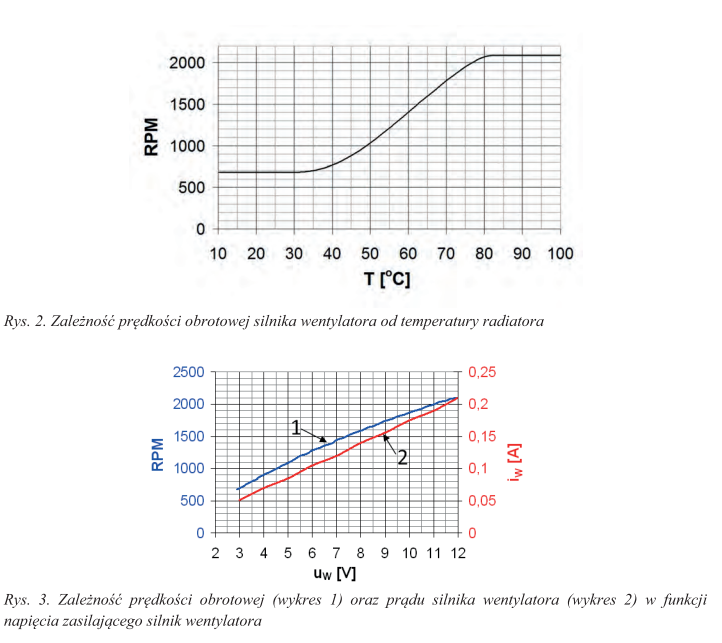 2000
1500
1000
500
0
RPM
10 20 30 40 50 60 70 80 90 100
T [°C]
Rys. 2. Zależność prędkości obrotowej silnika wentylatora od temperatury radiatora
2500 0,25
2000 0,2
1500 0,15
1000 0,1
500 0,05
0 0
RPM
1
2
iw [A]
2 3 4 5 6 7 8 9 10 11 12
uw [V]
Rys. 3. Zależność prędkości obrotowej (wykres 1) oraz prądu silnika wentylatora (wykres 2) w funkcji
napięcia zasilającego silnik wentylatora